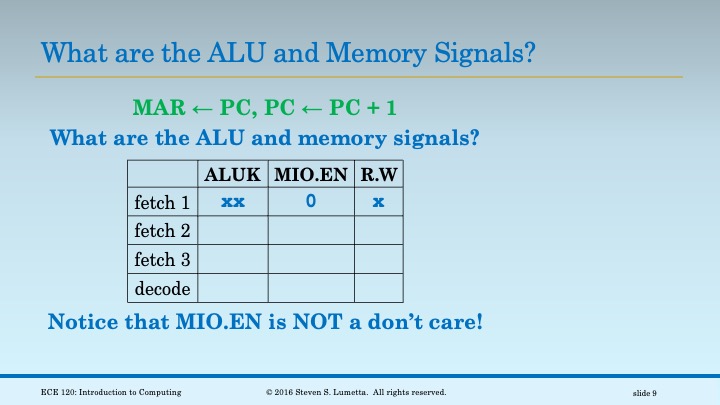 What are the ALU and Memory Signals?
MAR ← PC, PC ← PC + 1
What are the ALU and memory signals?
ALUK MIO.EN R.W
fetch 1 xx 0 x
fetch 2
fetch 3
decode
Notice that MIO.EN is NOT a don’t care!
ECE 120: Introduction to Computing © 2016 Steven S. Lumetta. All rights reserved. slide 9